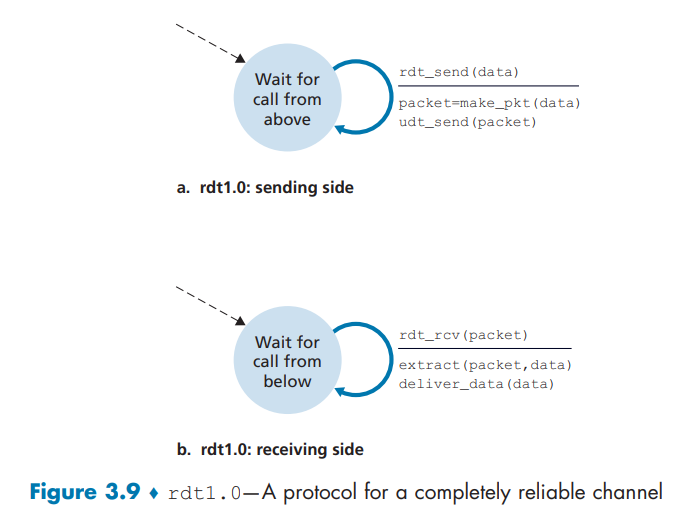 Wait for
call from
above
rdt_send(data)
packet=make_pkt(data)
udt_send(packet)
a. rdt1.0: sending side
Wait for
call from
below
rdt_rcv(packet)
extract(packet,data)
deliver_data(data)
b. rdt1.0: receiving side
Figure 3.9 ♦ rdt1.0—A protocol for a completely reliable channel